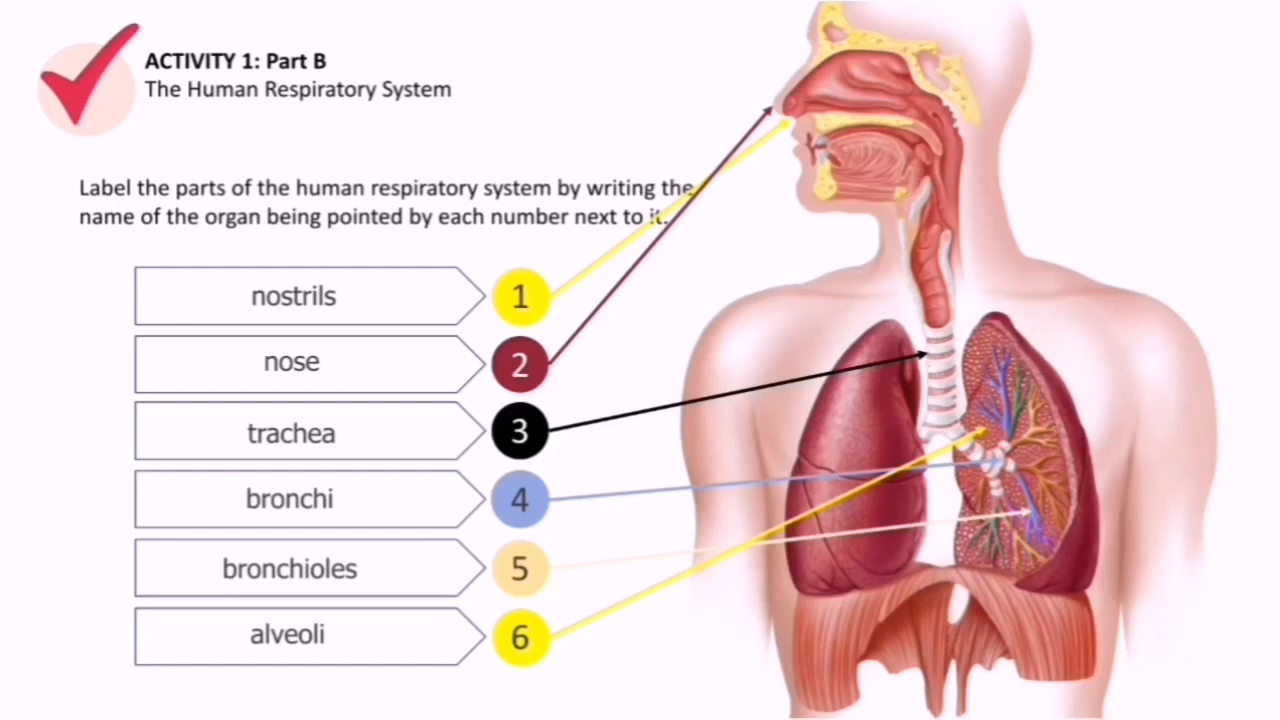 ACTIVITY 1: Part B
The Human Respiratory System
Label the parts of the human respiratory system by writing the
name of the organ being pointed by each number next to it.
nostrils 1
nose 2
trachea 3
bronchi 4
bronchioles 5
alveoli 6